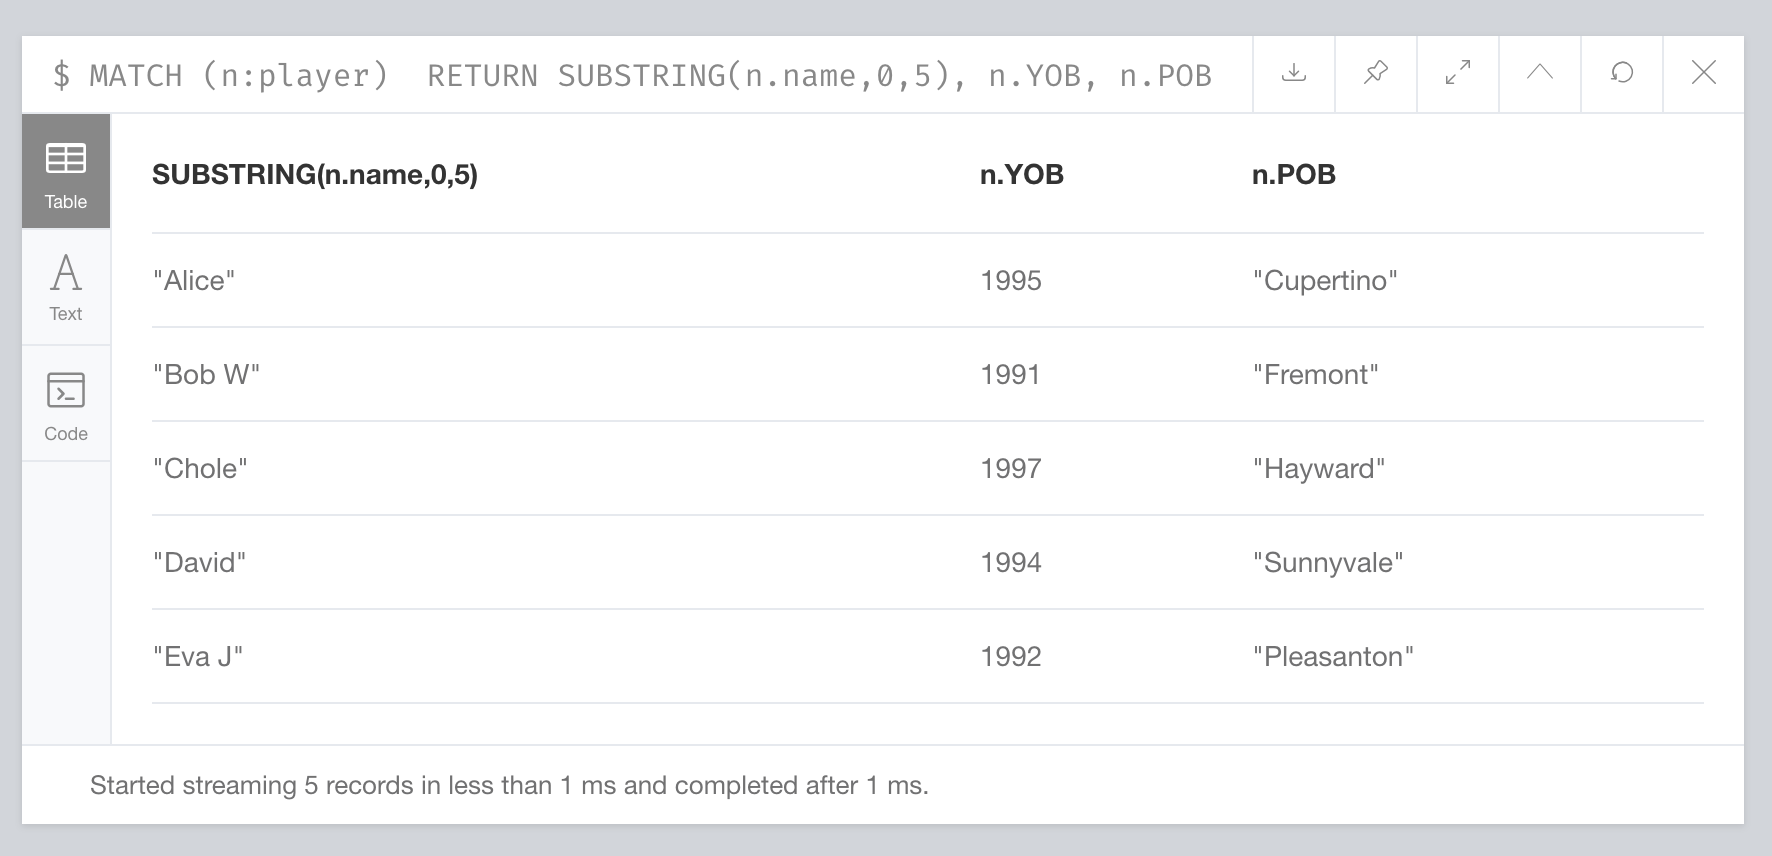 $ MATCH (n:player)  RETURN SUBSTRING(n.name,0,5), n.YOB, n.POB
Table
Text
Code
SUBSTRING(n.name,0,5) n.YOB n.POB
"Alice" 1995 "Cupertino"
"Bob W" 1991 "Fremont"
"Chole" 1997 "Hayward"
"David" 1994 "Sunnyvale"
"Eva J" 1992 "Pleasanton"
Started streaming 5 records in less than 1 ms and completed after 1 ms.